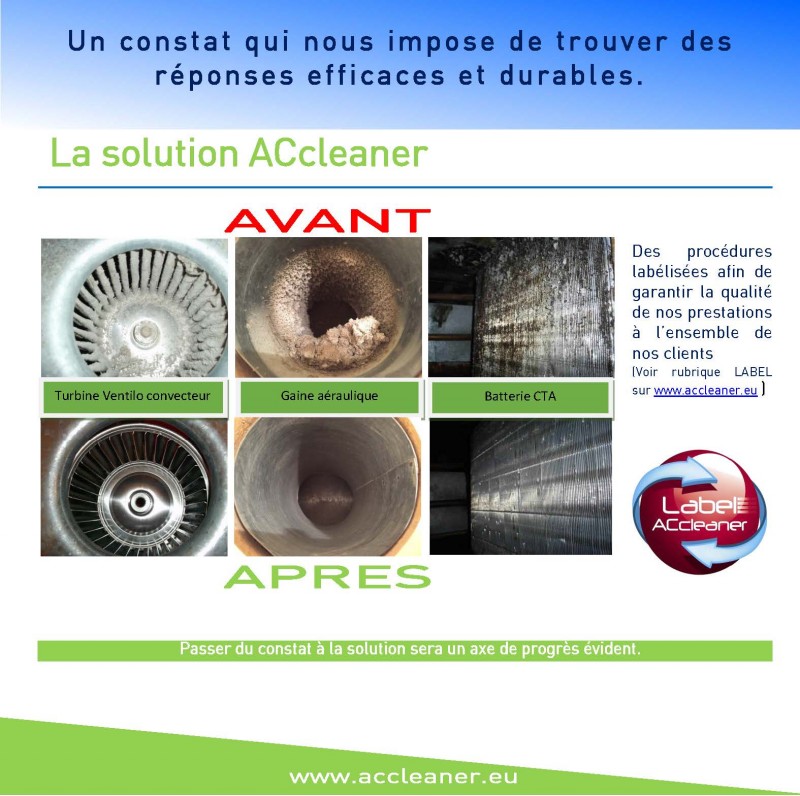 Un constat qui nous impose de trouver des
réponses efficaces et durables.
La solution ACcleaner
AVANT
Turbine Ventilo convecteur
Gaine aéraulique
Batterie CTA
APRES
Des procédures
labélisées afin de
garantir la qualité
de nos prestations
à l'ensemble de
nos clients
(Voir rubrique LABEL
sur www.accleaner.eu )
Label
ACcleaner
Passer du constat à la solution sera un axe de progrès évident.
www.accleaner.eu